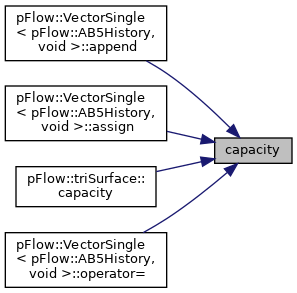 pFlow::VectorSingle
< pFlow::AB5History,
void >::append
pFlow::VectorSingle
< pFlow::AB5History,
void >::assign
capacity
pFlow::triSurface::
capacity
pFlow::VectorSingle
< pFlow::AB5History,
void >::operator=